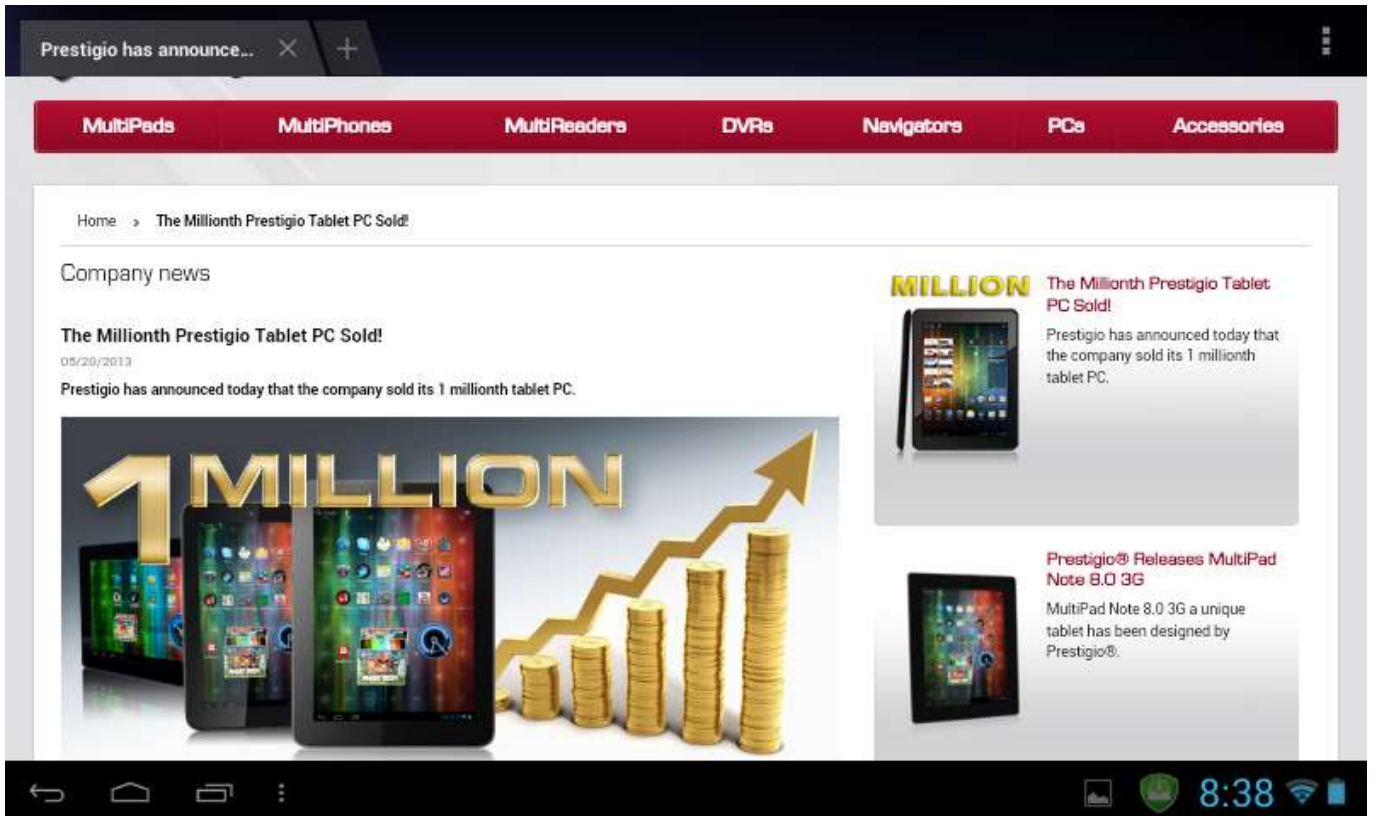 Prestigio has announce...
MultiPads MultiPhones MultiReaders DVRs Navigators PCs Accessories
Home › The Millionth Prestigio Tablet PC Sold!
Company news
The Millionth Prestigio Tablet PC Sold!
05/20/2013
Prestigio has announced today that the company sold its 1 millionth tablet PC.
1 MILLION
MILLION
The Millionth Prestigio Tablet
PC Sold!
Prestigio has announced today that
the company sold its 1 millionth
tablet PC.
Prestigio® Releases MultiPad
Note 8.0 3G
MultiPad Note 8.0 3G a unique
tablet has been designed by
Prestigio®.
8:38